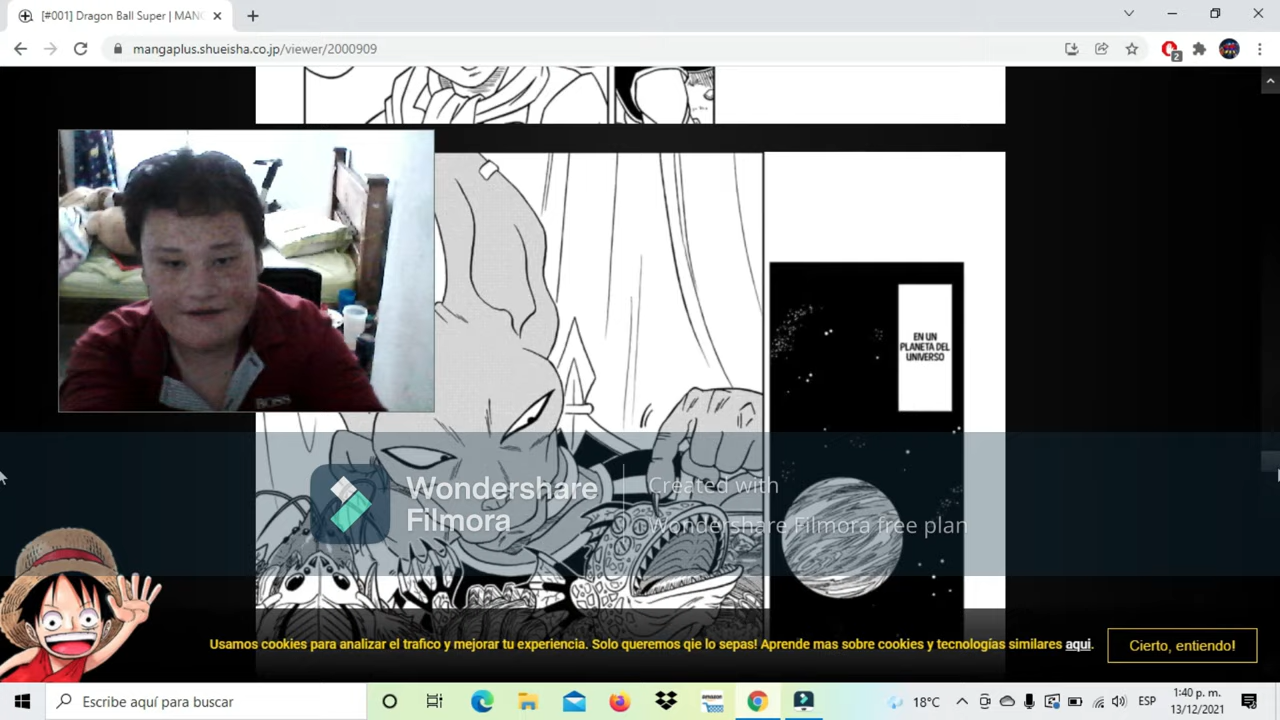 [#001] Dragon Ball Super | MANG
mangaplus.shueisha.co.jp/viewer/2000909
2
EN UN
PLANETA DEL
UNIVERSO
BOSS
Wondershare
Filmora
Created with
Wondershare Filmora free plan
Usamos cookies para analizar el trafico y mejorar tu experiencia. Solo queremos qie lo sepas! Aprende mas sobre cookies y tecnologías similares aqui.
Cierto, entiendo!
Escribe aquí para buscar
amazon
18°C
ESP
1:40 p. m.
13/12/2021